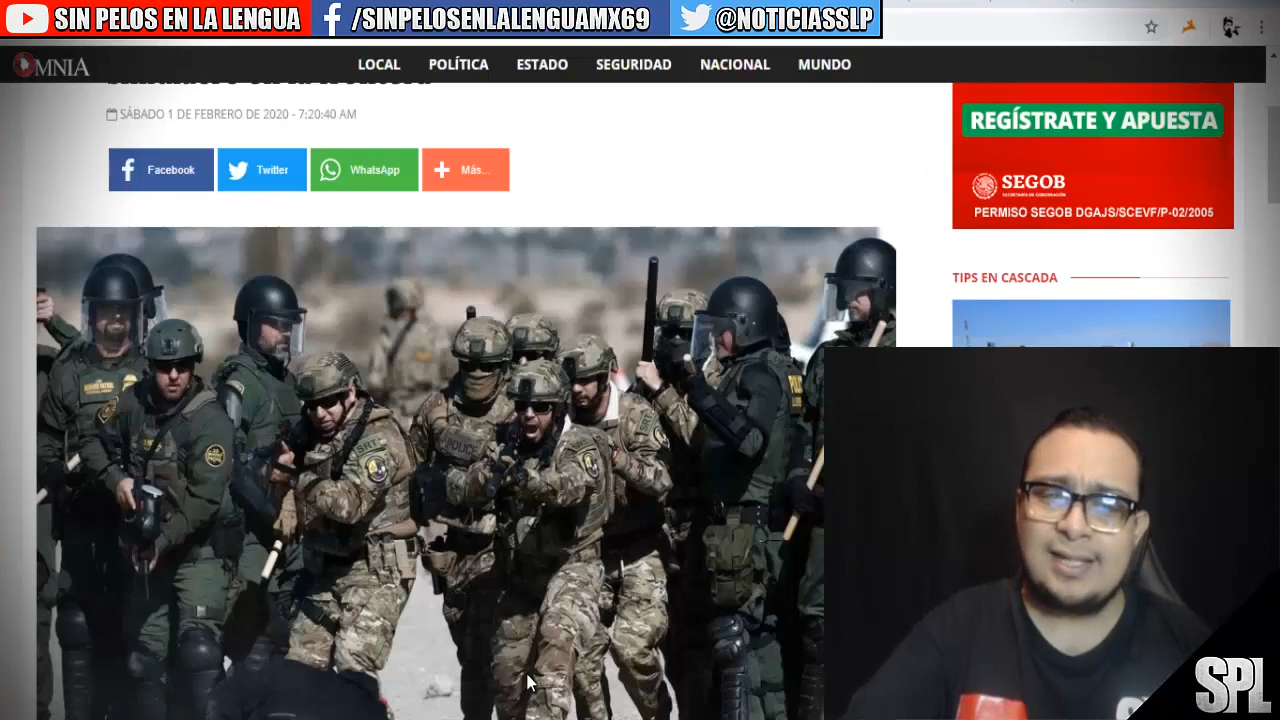 SIN PELOS EN LA LENGUA
/SINPELOSENLALENGUAMX69
@NOTICIASSLP
OMNIA
LOCAL
POLÍTICA
ESTADO
SEGURIDAD
NACIONAL
MUNDO
SÁBADO 1 DE FEBRERO DE 2020 - 7:20:40 AM
Facebook
Twitter
WhatsApp
Más...
REGÍSTRATE Y APUESTA
SEGOB
PERMISO SEGOB DGAJS/SCEVF/P-02/2005
TIPS EN CASCADA
POLICE
SPL